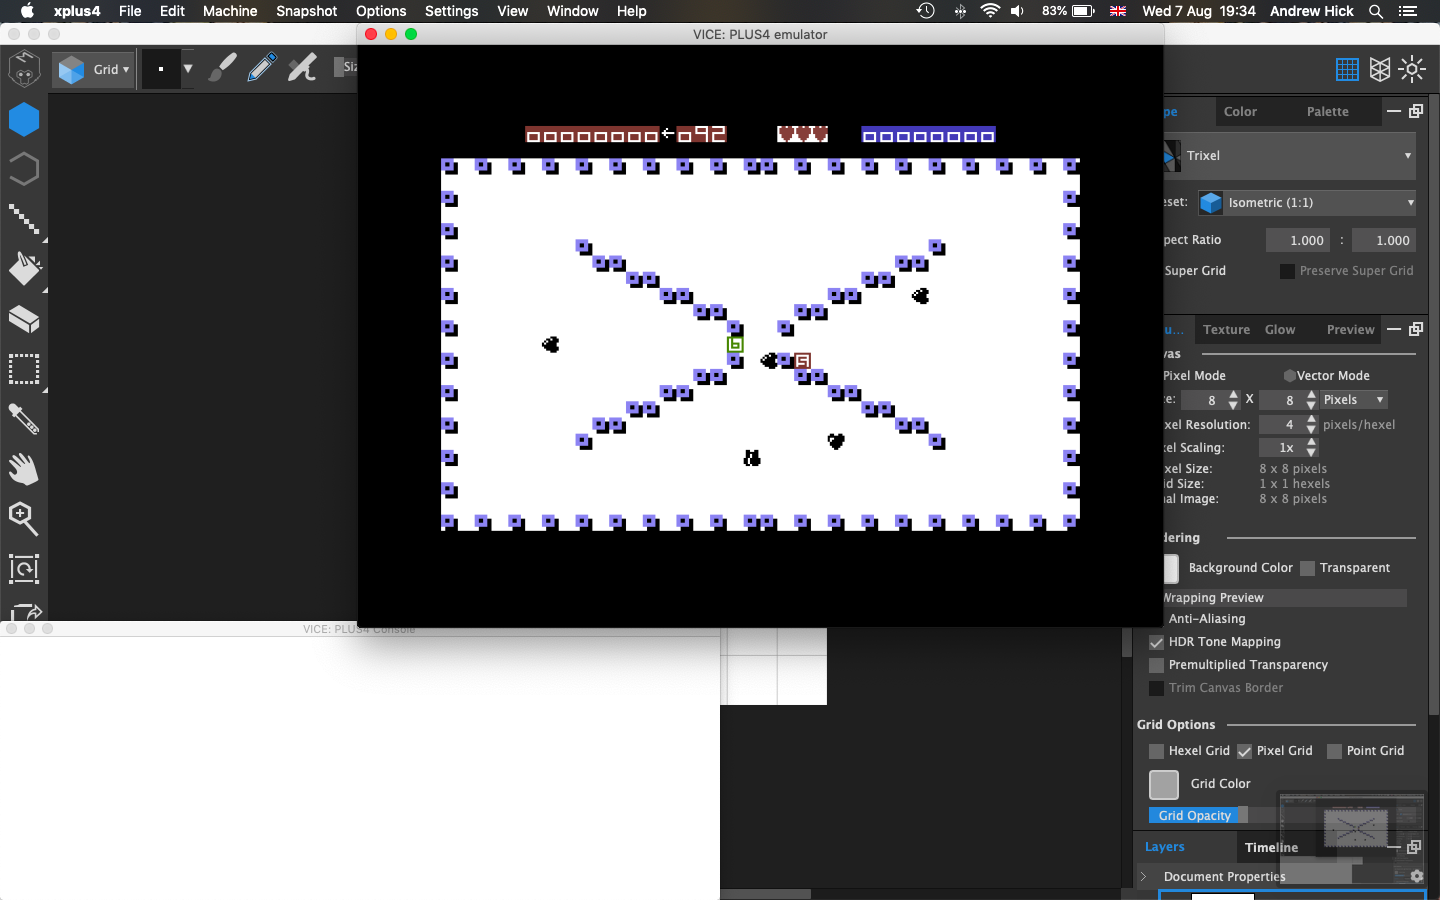 xplus4 File Edit Machine Snapshot Options Settings View Window Help 83% Wed 7 Aug 19:34 Andrew Hick
VICE: PLUS4 emulator
Grid
Siz
pe Color Palette
Trixel
eset: Isometric (1:1)
pect Ratio 1.000 : 1.000
Super Grid Preserve Super Grid
u... Texture Glow Preview
vas
Pixel Mode Vector Mode
e: 8 X 8 Pixels
xel Resolution: 4 pixels/hexel
xel Scaling: 1x
xel Size: 8 x 8 pixels
id Size: 1 x 1 hexels
nal Image: 8 x 8 pixels
dering
Background Color Transparent
Wrapping Preview
Anti-Aliasing
HDR Tone Mapping
Premultiplied Transparency
Trim Canvas Border
Grid Options
Hexel Grid Pixel Grid Point Grid
Grid Color
Grid Opacity
Layers Timeline
Document Properties
00000000←092 00000000
6
5
VICE: PLUS4 Console